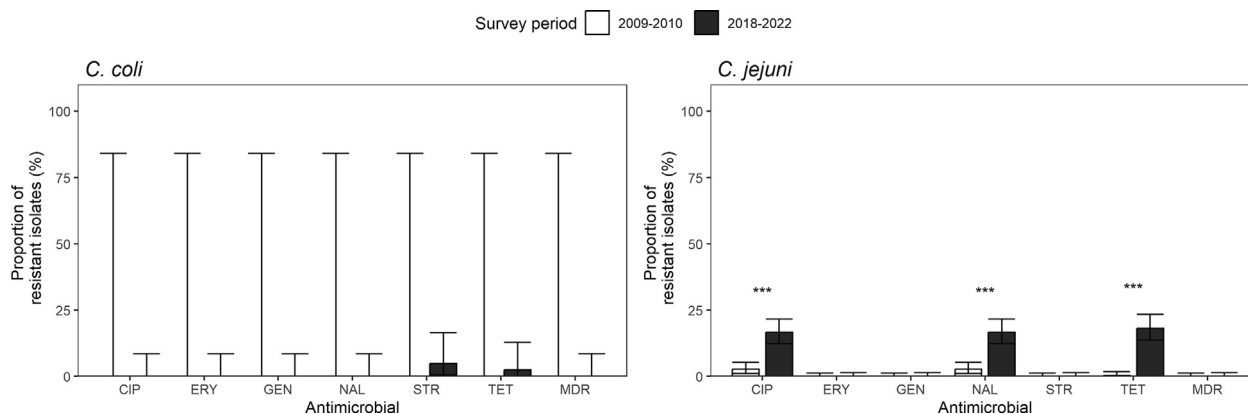 Survey period 2009-2010 2018-2022
C. coli
Proportion of
resistant isolates (%)
100
75
50
25
0
CIP ERY GEN NAL STR TET MDR
Antimicrobial
C. jejuni
Proportion of
resistant isolates (%)
100
75
50
25
0
*** *** ***
CIP ERY GEN NAL STR TET MDR
Antimicrobial